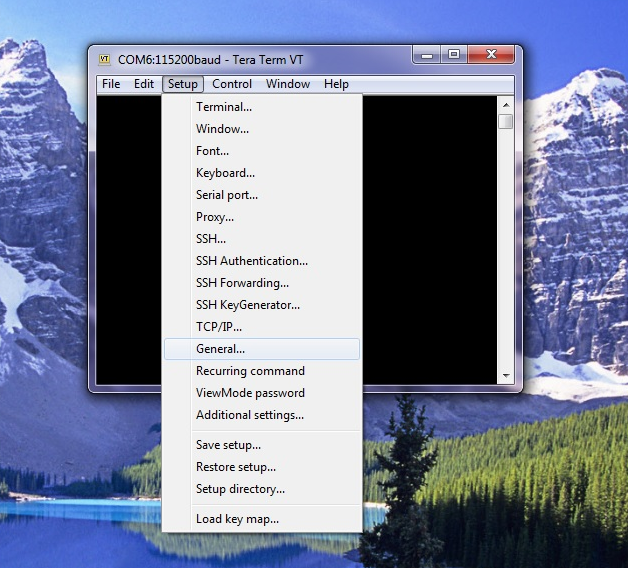 VT COM6:115200baud - Tera Term VT
File Edit Setup Control Window Help
Terminal...
Window...
Font...
Keyboard...
Serial port...
Proxy...
SSH...
SSH Authentication...
SSH Forwarding...
SSH KeyGenerator...
TCP/IP...
General...
Recurring command
ViewMode password
Additional settings...
Save setup...
Restore setup...
Setup directory...
Load key map...